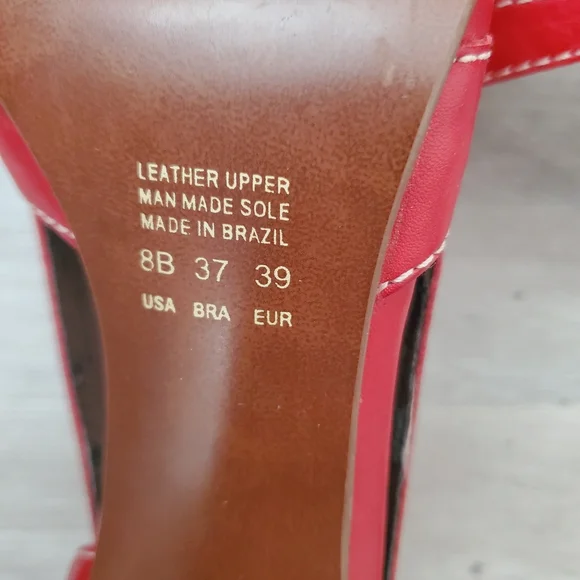 LEATHER UPPER
MAN MADE SOLE
MADE IN BRAZIL
8B 37 39
USA BRA EUR